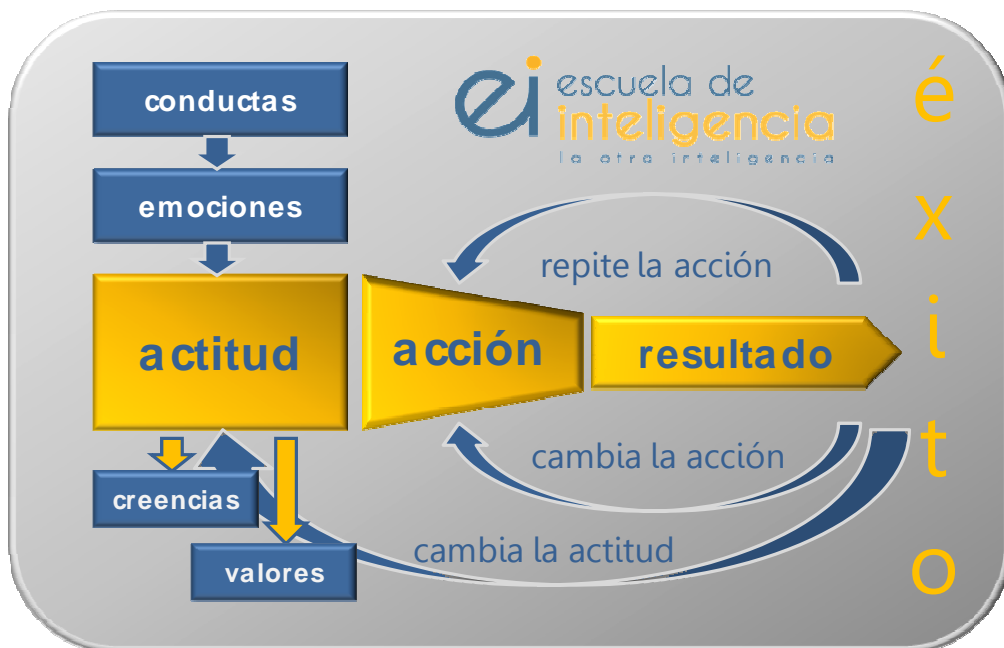 conductas
emociones
actitud
creencias
valores
acción
resultado
repite la acción
cambia la acción
cambia la actitud
ei escuela de
inteligencia
la otra inteligencia
é
x
i
t
o